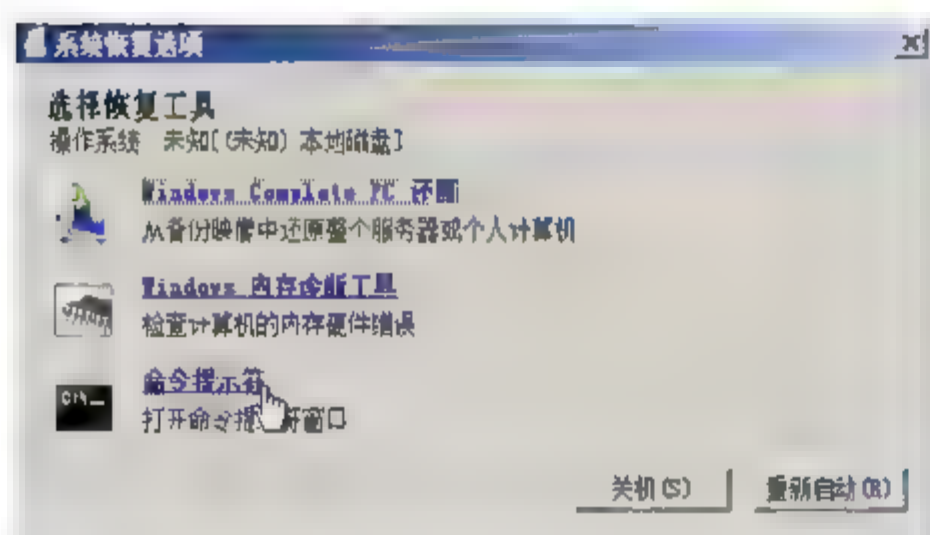 系统恢复选项
选择恢复工具
操作系统 未知[(未知) 本地磁盘]
Windows Complete PC 还原
从备份映像中还原整个服务器或个人计算机
Windows 内存诊断工具
检查计算机的内存硬件错误
命令提示符
打开命令提示符窗口
关机(S) 重新启动(R)